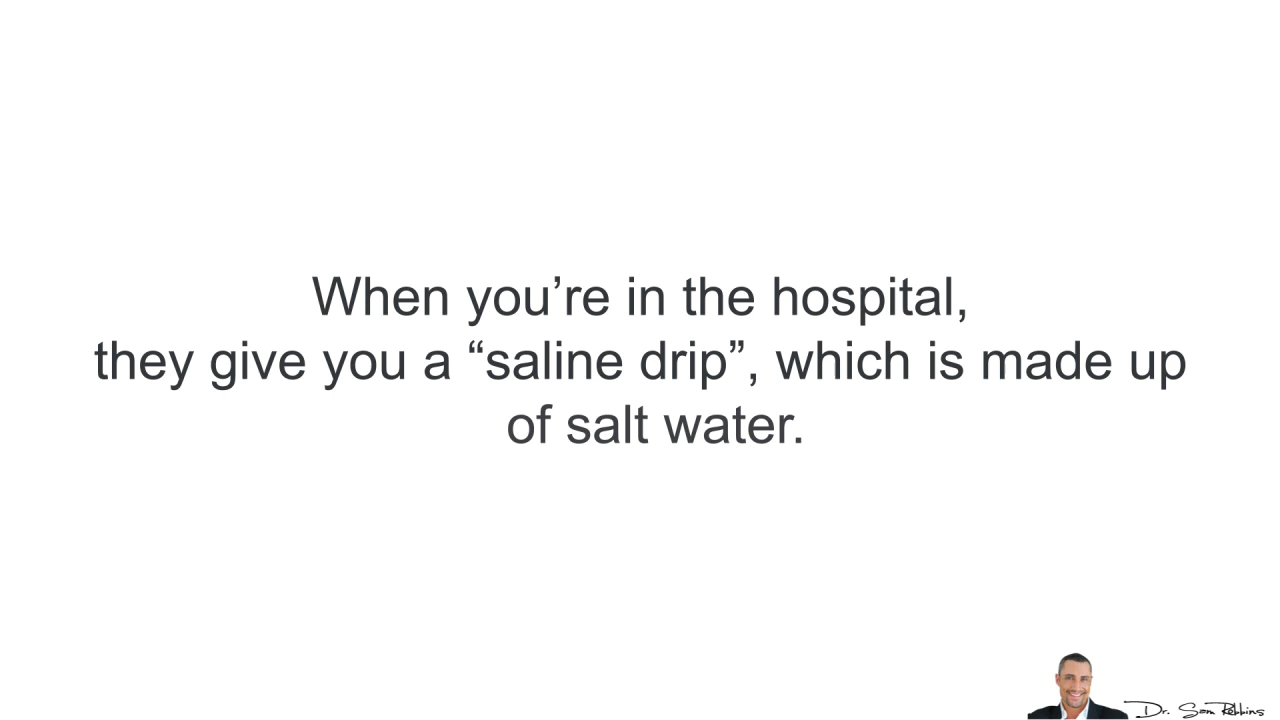 When you’re in the hospital,
they give you a “saline drip”, which is made up
of salt water.
Dr. Sam Robbins